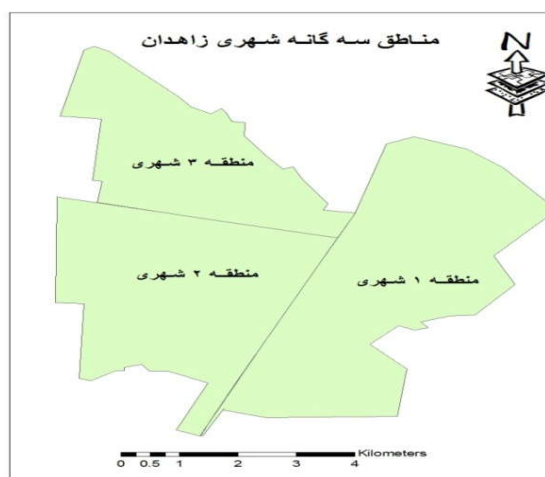 مناطق سه گانه شهری زاهدان
N
منطقه ۳ شهری
منطقه ۱ شهری
منطقه ۲ شهری
Kilometers
0 0.5 1 2 3 4